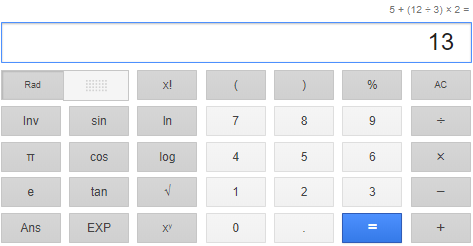 5 + (12 ÷ 3) × 2 =
13
Rad x! ( ) % AC
Inv sin ln 7 8 9 ÷
π cos log 4 5 6 ×
e tan √ 1 2 3 −
Ans EXP xʸ 0 . = +